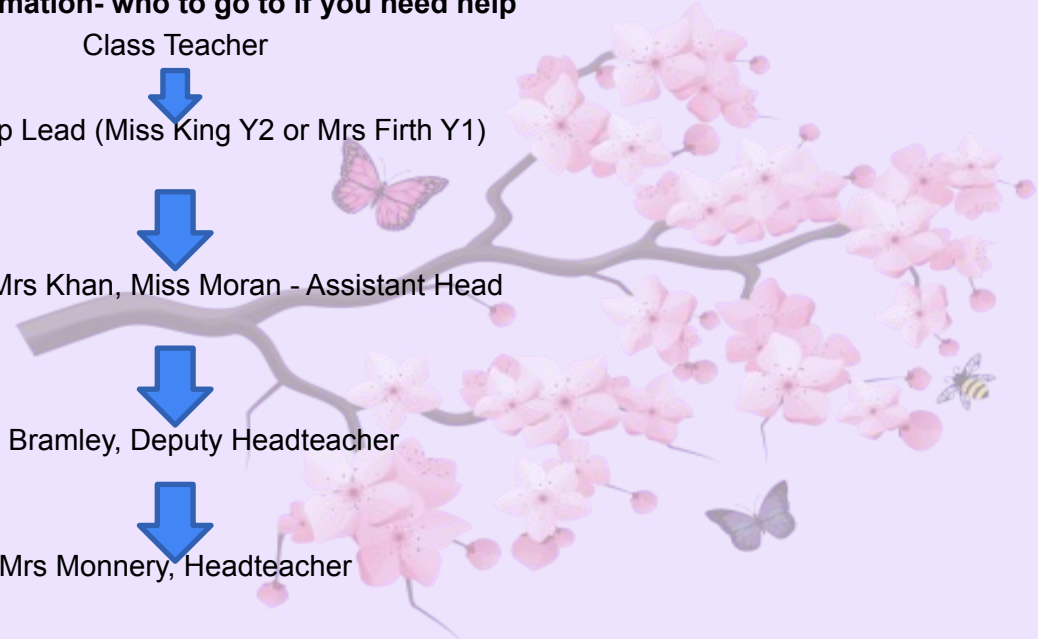 who to go to if you need help
Class Teacher
Lead (Miss King Y2 or Mrs Firth Y1)
Mrs Khan, Miss Moran - Assistant Head
Bramley, Deputy Headteacher
Mrs Monnery, Headteacher